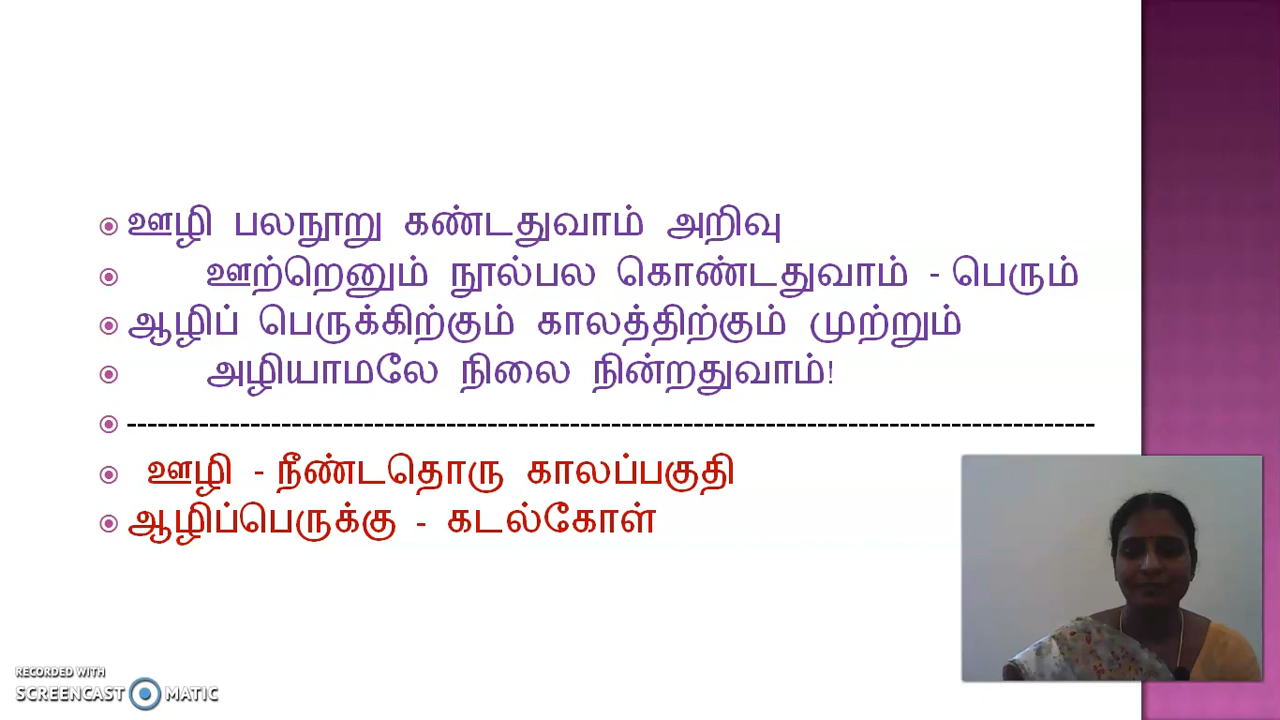 ஊழி பலநூறு கண்டதுவாம் அறிவு
ஊற்றெனும் நூல்பல கொண்டதுவாம் - பெரும்
ஆழிப் பெருக்கிற்கும் காலத்திற்கும் முற்றும்
அழியாமலே நிலை நின்றதுவாம்!
--------------------------------------------------------------------------------
ஊழி - நீண்டதொரு காலப்பகுதி
ஆழிப்பெருக்கு - கடல்கோள்
RECORDED WITH
SCREENCAST MATIC